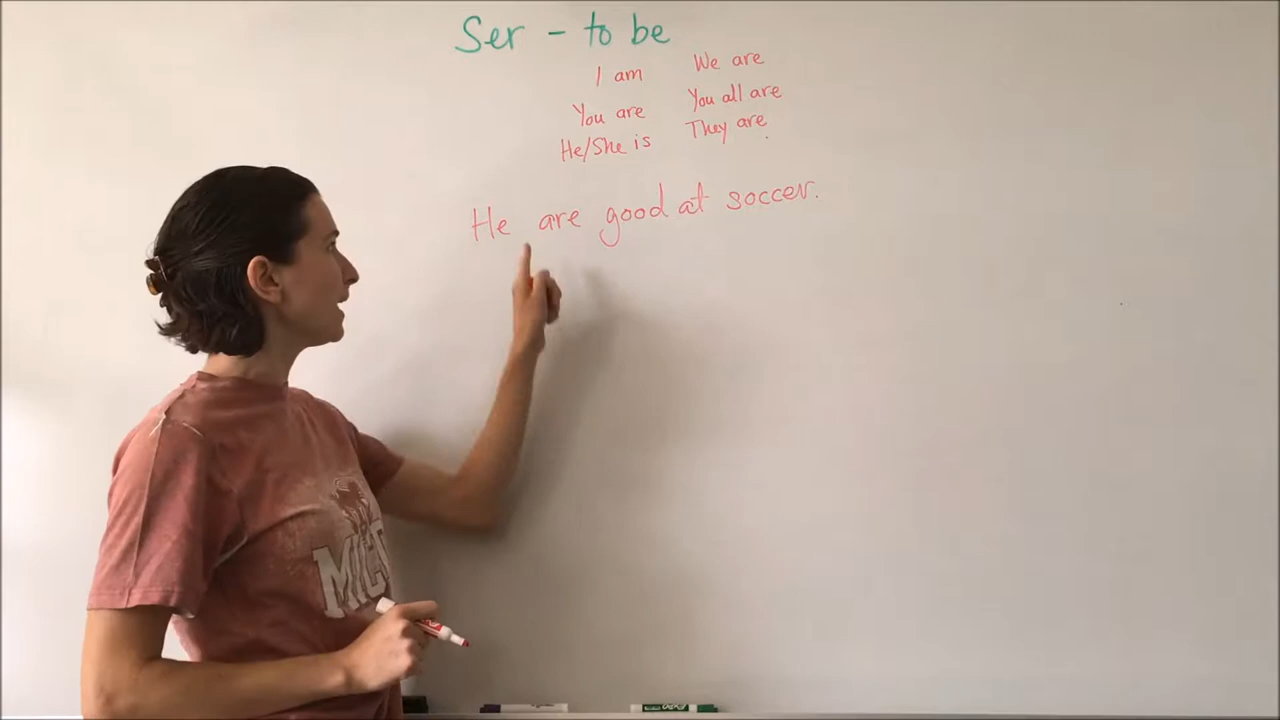 Ser - to be
I am We are
You are You all are
He/She is They are
He are good at soccer.